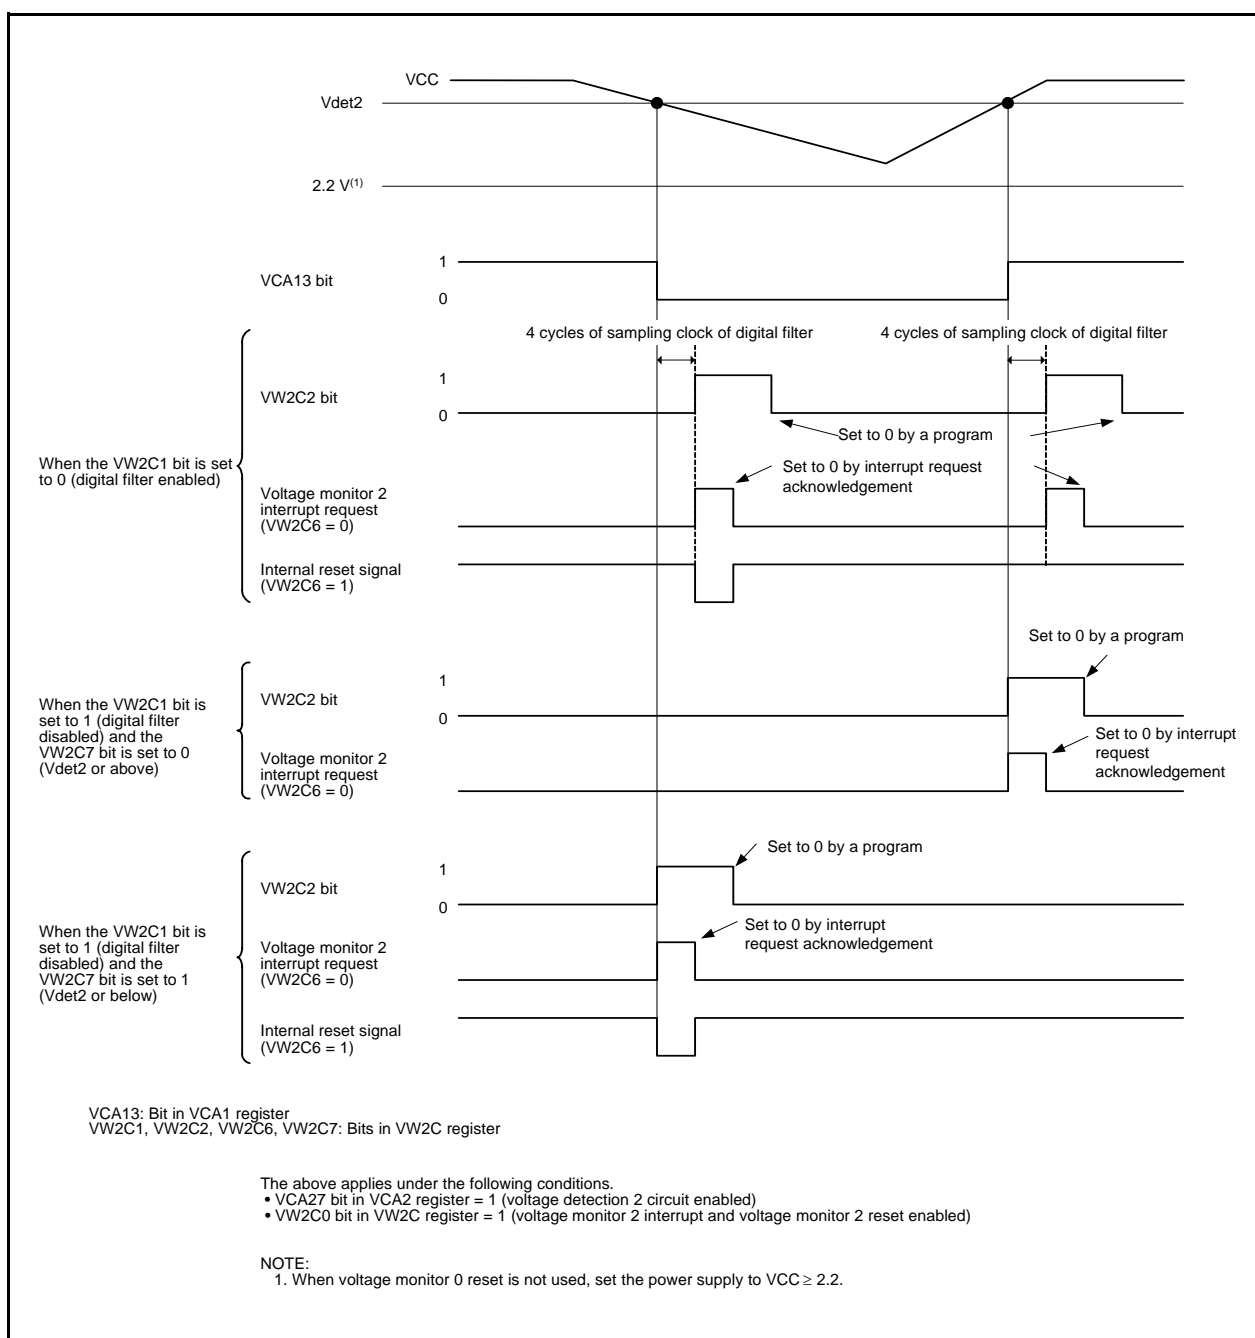 VCC
Vdet2
2.2 V(1)
VCA13 bit
1
0
4 cycles of sampling clock of digital filter
4 cycles of sampling clock of digital filter
When the VW2C1 bit is set
to 0 (digital filter enabled)
VW2C2 bit
1
0
Set to 0 by a program
Set to 0 by interrupt request
acknowledgement
Voltage monitor 2
interrupt request
(VW2C6 = 0)
Internal reset signal
(VW2C6 = 1)
When the VW2C1 bit is
set to 1 (digital filter
disabled) and the
VW2C7 bit is set to 0
(Vdet2 or above)
VW2C2 bit
1
0
Set to 0 by a program
Voltage monitor 2
interrupt request
(VW2C6 = 0)
Set to 0 by interrupt
request
acknowledgement
When the VW2C1 bit is
set to 1 (digital filter
disabled) and the
VW2C7 bit is set to 1
(Vdet2 or below)
VW2C2 bit
1
0
Set to 0 by a program
Voltage monitor 2
interrupt request
(VW2C6 = 0)
Set to 0 by interrupt
request acknowledgement
Internal reset signal
(VW2C6 = 1)
VCA13: Bit in VCA1 register
VW2C1, VW2C2, VW2C6, VW2C7: Bits in VW2C register
The above applies under the following conditions.
• VCA27 bit in VCA2 register = 1 (voltage detection 2 circuit enabled)
• VW2C0 bit in VW2C register = 1 (voltage monitor 2 interrupt and voltage monitor 2 reset enabled)
NOTE:
1. When voltage monitor 0 reset is not used, set the power supply to VCC ≥ 2.2.